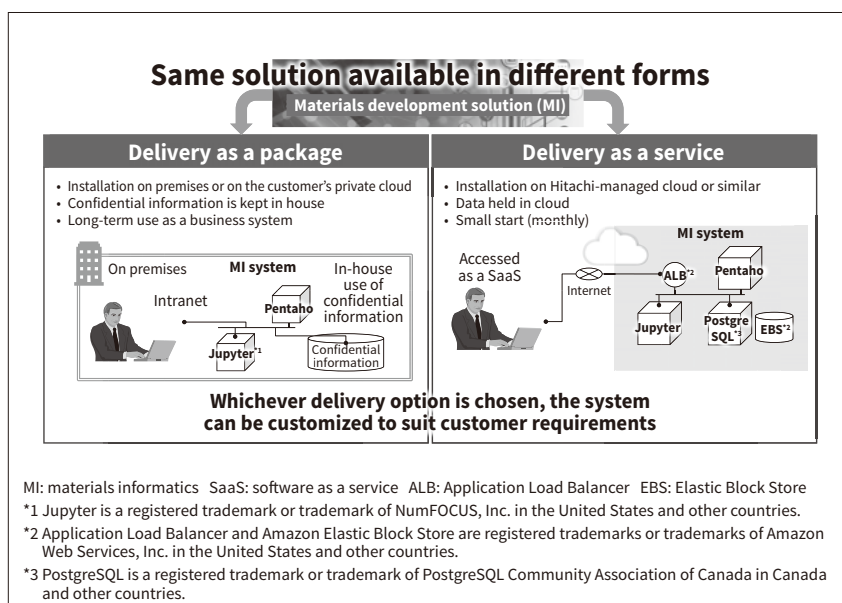 Same solution available in different forms
Materials development solution (MI)
Delivery as a package
• Installation on premises or on the customer's private cloud
• Confidential information is kept in house
• Long-term use as a business system
On premises
MI system
In-house
use of
confidential
information
Intranet
Pentaho
Jupyter*1
Confidential
information
Delivery as a service
• Installation on Hitachi-managed cloud or similar
• Data held in cloud
• Small start (monthly)
MI system
Accessed
as a SaaS
Internet
ALB*2
Pentaho
Jupyter
Postgre
SQL*3
EBS*2
Whichever delivery option is chosen, the system
can be customized to suit customer requirements
MI: materials informatics SaaS: software as a service ALB: Application Load Balancer EBS: Elastic Block Store
*1 Jupyter is a registered trademark or trademark of NumFOCUS, Inc. in the United States and other countries.
*2 Application Load Balancer and Amazon Elastic Block Store are registered trademarks or trademarks of Amazon
Web Services, Inc. in the United States and other countries.
*3 PostgreSQL is a registered trademark or trademark of PostgreSQL Community Association of Canada in Canada
and other countries.